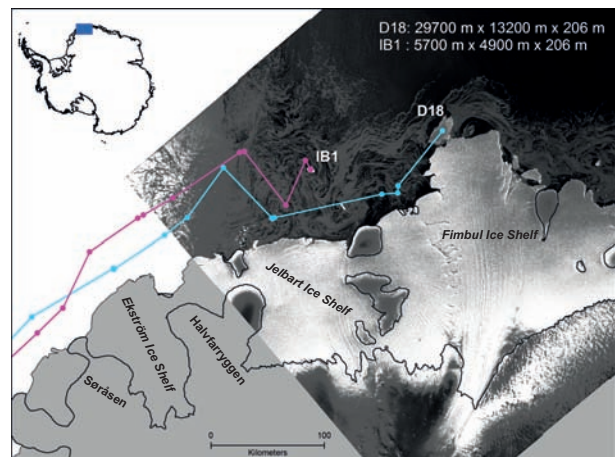 D18: 29700 m x 13200 m x 206 m
IB1 : 5700 m x 4900 m x 206 m
D18
IB1
Fimbul Ice Shelf
Jelbart Ice Shelf
Ekström Ice Shelf
Halvfarryggen
Søråsen
0 100
Kilometers